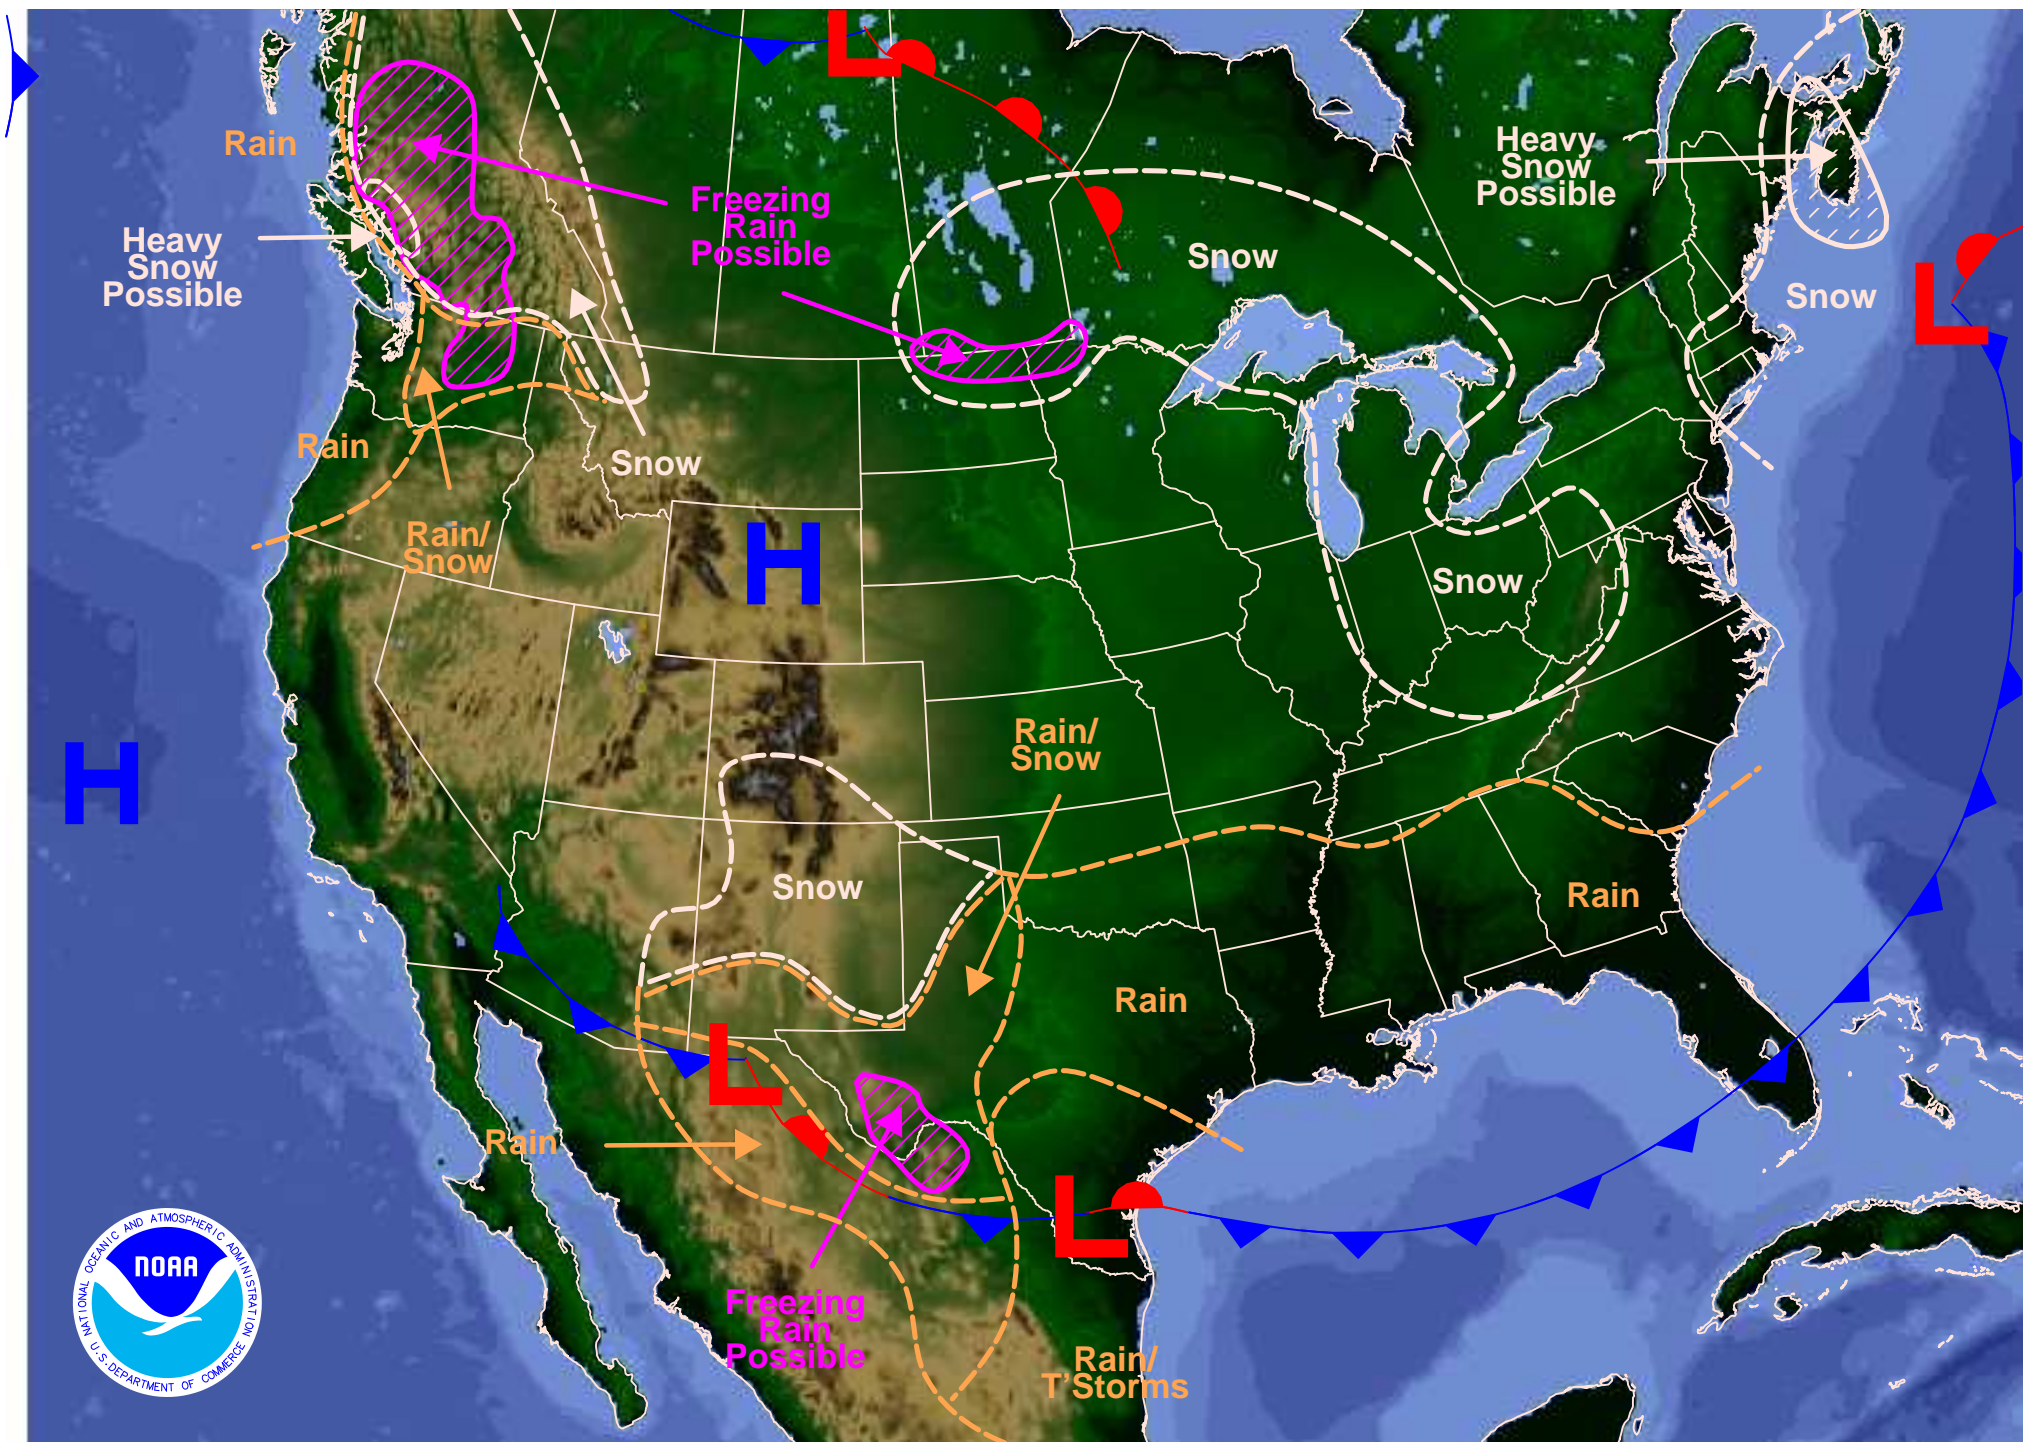 L
Rain
Heavy
Snow
Possible
Freezing
Rain
Possible
Heavy
Snow
Possible
Snow
Snow
L
Rain
Snow
Rain/
Snow
H
Snow
H
Rain/
Snow
Snow
Rain
Rain
L
Rain
L
Freezing
Rain
Possible
Rain/
T'Storms
NATIONAL OCEANIC AND ATMOSPHERIC ADMINISTRATION
NOAA
U.S. DEPARTMENT OF COMMERCE